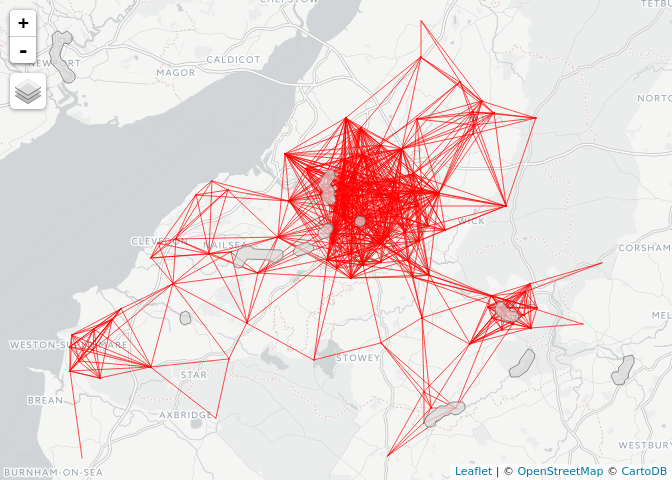 CHEPSTOW
TETBU
+
-
NEWPORT
CALDICOT
MAGOR
NORTO
WICK
CLEVEDON
NAILSEA
CORSHAM
MEL
WESTON-SUPER-MARE
STOWEY
STAR
BREAN
AXBRIDGE
WESTBURY
BURNHAM-ON-SEA
Leaflet | © OpenStreetMap © CartoDB